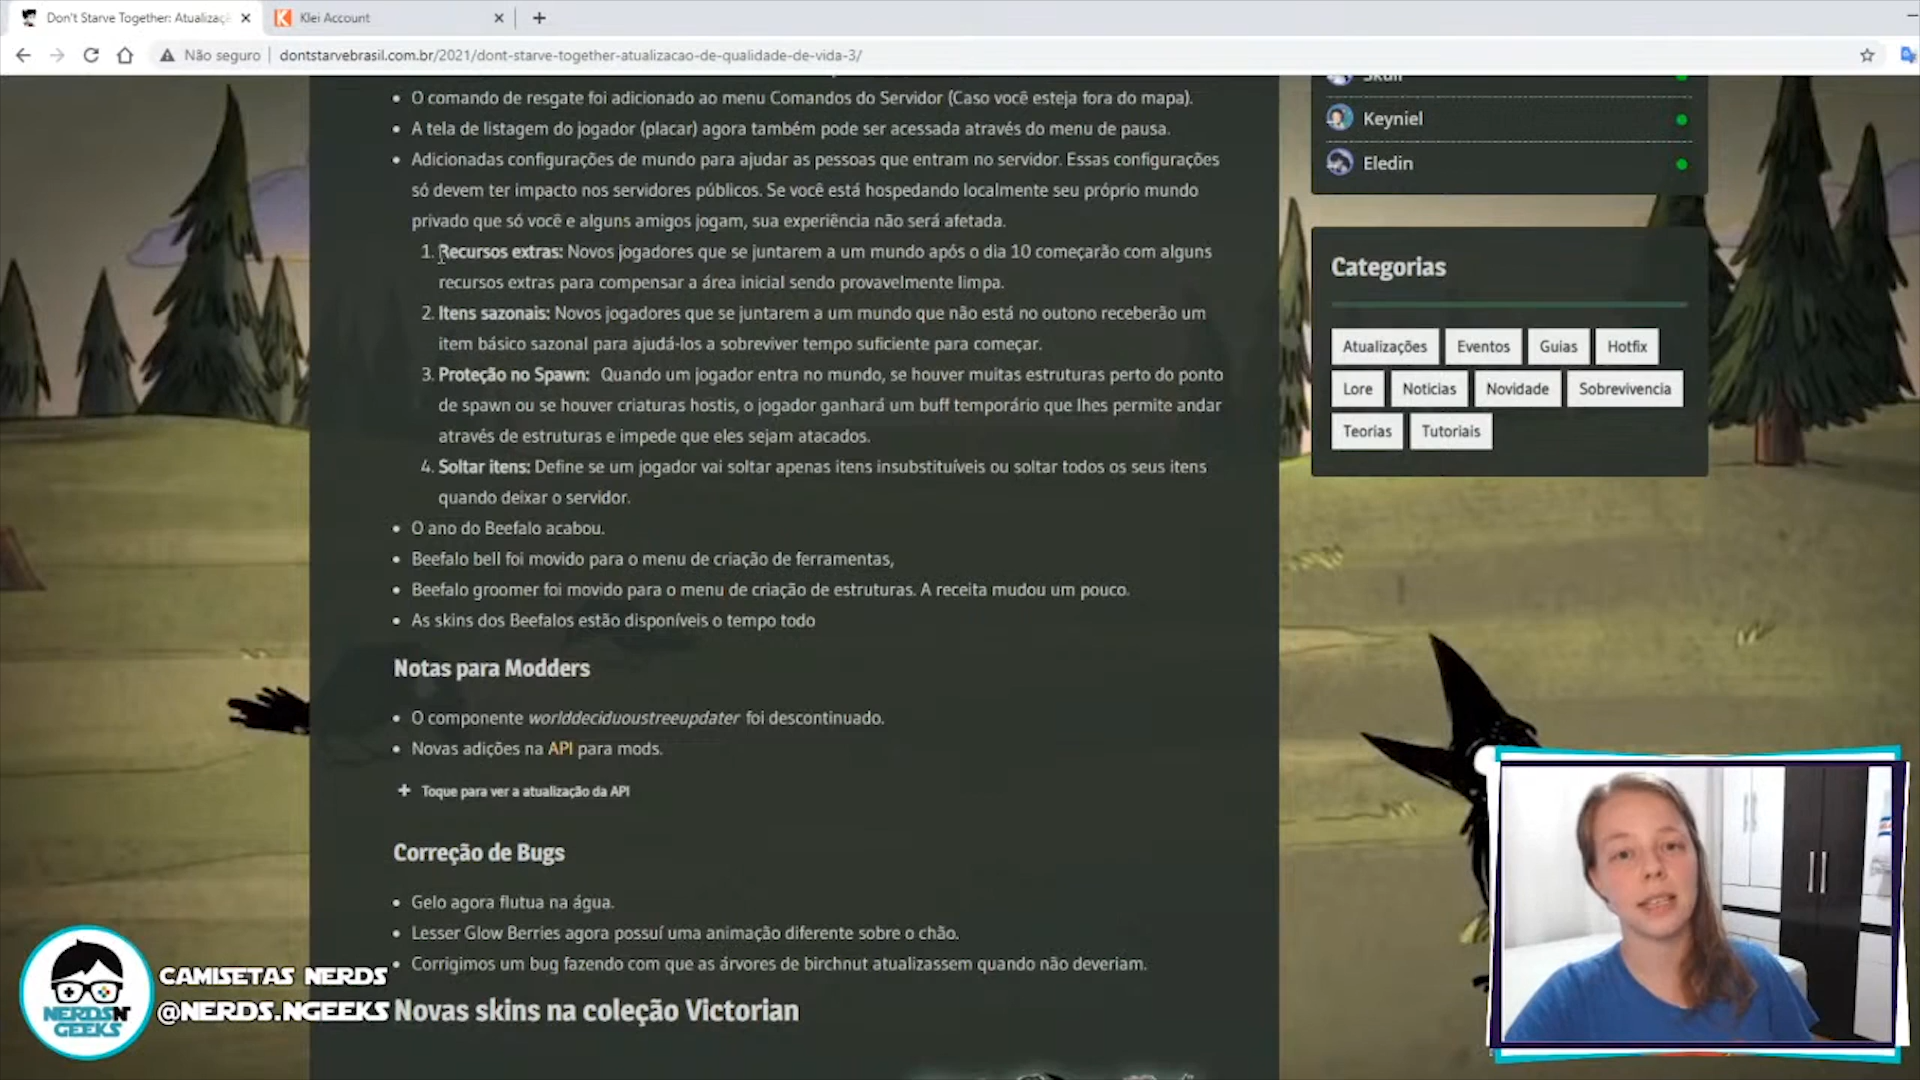 Don't Starve Together: Atualizaç
Klei Account
Não seguro
dontstarvebrasil.com.br/2021/dont-starve-together-atualizacao-de-qualidade-de-vida-3/
• O comando de resgate foi adicionado ao menu Comandos do Servidor (Caso você esteja fora do mapa).
• A tela de listagem do jogador (placar) agora também pode ser acessada através do menu de pausa.
• Adicionadas configurações de mundo para ajudar as pessoas que entram no servidor. Essas configurações
só devem ter impacto nos servidores públicos. Se você está hospedando localmente seu próprio mundo
privado que só você e alguns amigos jogam, sua experiência não será afetada.
1. Recursos extras: Novos jogadores que se juntarem a um mundo após o dia 10 começarão com alguns
recursos extras para compensar a área inicial sendo provavelmente limpa.
2. Itens sazonais: Novos jogadores que se juntarem a um mundo que não está no outono receberão um
item básico sazonal para ajudá-los a sobreviver tempo suficiente para começar.
3. Proteção no Spawn: Quando um jogador entra no mundo, se houver muitas estruturas perto do ponto
de spawn ou se houver criaturas hostis, o jogador ganhará um buff temporário que lhes permite andar
através de estruturas e impede que eles sejam atacados.
4. Soltar itens: Define se um jogador vai soltar apenas itens insubstituíveis ou soltar todos os seus itens
quando deixar o servidor.
• O ano do Beefalo acabou.
• Beefalo bell foi movido para o menu de criação de ferramentas,
• Beefalo groomer foi movido para o menu de criação de estruturas. A receita mudou um pouco.
• As skins dos Beefalos estão disponíveis o tempo todo
Notas para Modders
• O componente worlddeciduoustreeupdater foi descontinuado.
• Novas adições na API para mods.
+ Toque para ver a atualização da API
Correção de Bugs
• Gelo agora flutua na água.
• Lesser Glow Berries agora possuí uma animação diferente sobre o chão.
• Corrigimos um bug fazendo com que as árvores de birchnut atualizassem quando não deveriam.
Novas skins na coleção Victorian
Skull
Keyniel
Eledin
Categorias
Atualizações Eventos Guias Hotfix
Lore Noticias Novidade Sobrevivencia
Teorias Tutoriais
NERDS N'
GEEKS
CAMISETAS NERDS
@NERDS.NGEEKS